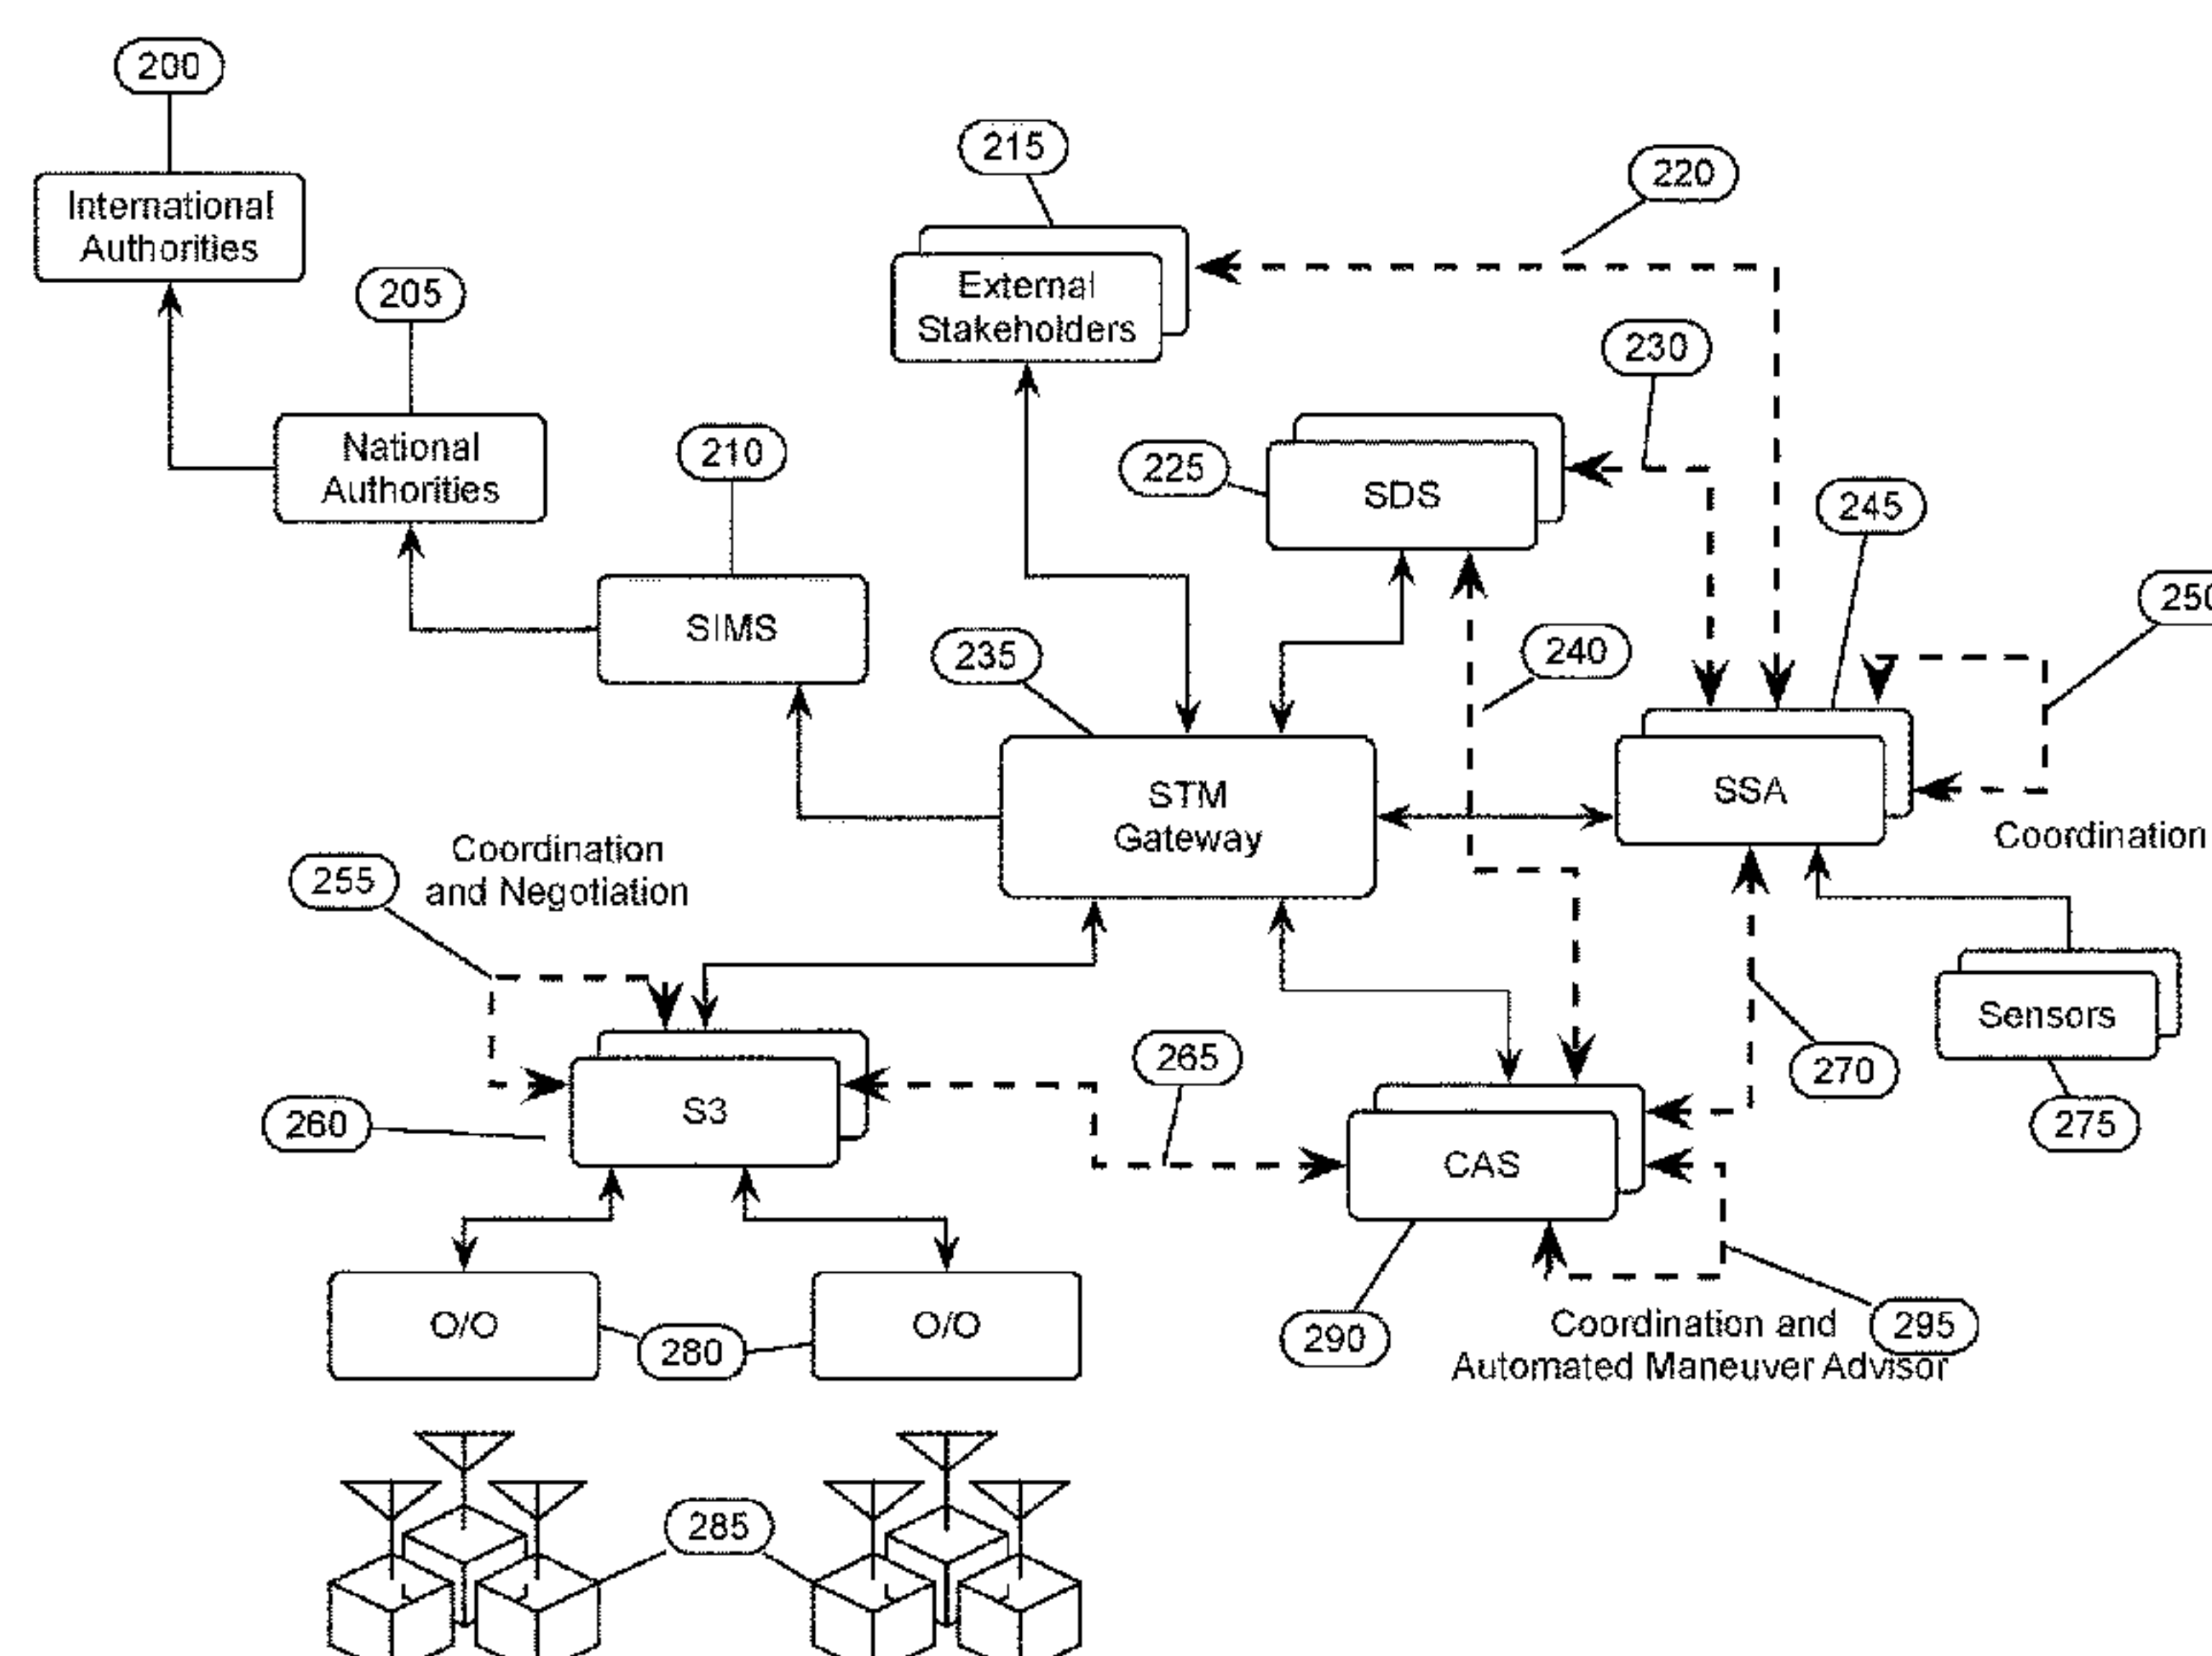 200
International
Authorities
215
220
External
Stakeholders
205
230
National
Authorities
210
225
SDS
245
250
SIMS
235
240
STM
Gateway
SSA
Coordination
Coordination
and Negotiation
255
Sensors
265
270
260
S3
275
CAS
O/O
O/O
280
290
Coordination and
Automated Maneuver Advisor
295
285